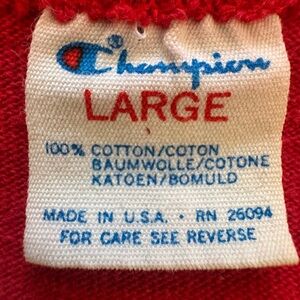 Champion®
LARGE
100% COTTON/COTON
BAUMWOLLE/COTONE
KATOEN/BOMULD
MADE IN U.S.A. · RN 26094
FOR CARE SEE REVERSE